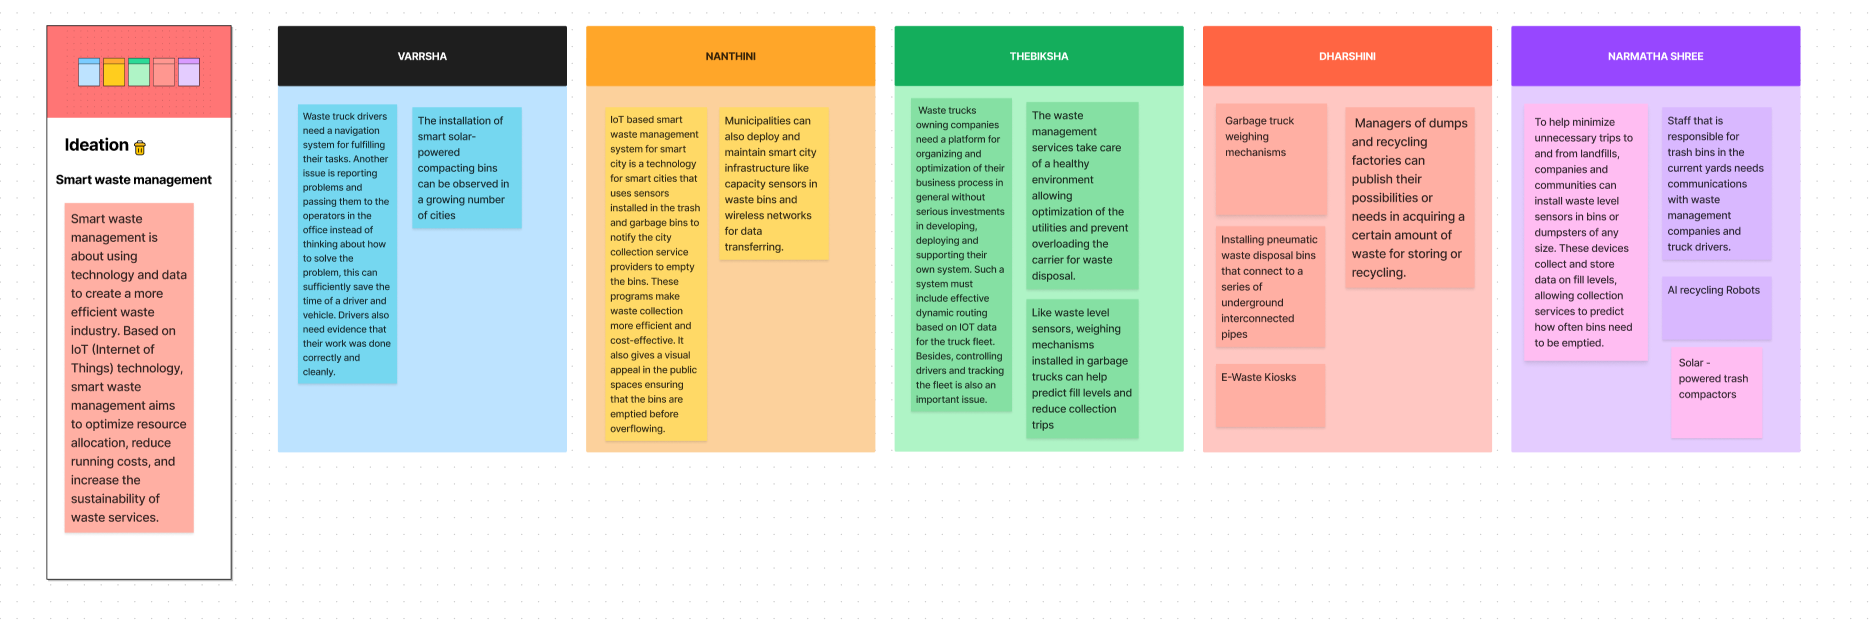 Ideation
Smart waste management
Smart waste
management is
about using
technology and data
to create a more
efficient waste
industry. Based on
IoT (Internet of
Things) technology,
smart waste
management aims
to optimize resource
allocation, reduce
running costs, and
increase the
sustainability of
waste services.
VARRSHA
Waste truck drivers
need a navigation
system for fulfilling
their tasks. Another
issue is reporting
problems and
passing them to the
operators in the
office instead of
thinking about how
to solve the
problem, this can
sufficiently save the
time of a driver and
vehicle. Drivers also
need evidence that
their work was done
correctly and
cleanly.
The installation of
smart solar-
powered
compacting bins
can be observed in
a growing number
of cities
NANTHINI
IoT based smart
waste management
system for smart
city is a technology
for smart cities that
uses sensors
installed in the trash
and garbage bins to
notify the city
collection service
providers to empty
the bins. These
programs make
waste collection
more efficient and
cost-effective. It
also gives a visual
appeal in the public
spaces ensuring
that the bins are
emptied before
overflowing.
Municipalities can
also deploy and
maintain smart city
infrastructure like
capacity sensors in
waste bins and
wireless networks
for data
transferring.
THEBIKSHA
Waste trucks
owning companies
need a platform for
organizing and
optimization of their
business process in
general without
serious investments
in developing,
deploying and
supporting their
own system. Such a
system must
include effective
dynamic routing
based on IOT data
for the truck fleet.
Besides, controlling
drivers and tracking
the fleet is also an
important issue.
The waste
management
services take care
of a healthy
environment
allowing
optimization of the
utilities and prevent
overloading the
carrier for waste
disposal.
Like waste level
sensors, weighing
mechanisms
installed in garbage
trucks can help
predict fill levels and
reduce collection
trips
DHARSHINI
Garbage truck
weighing
mechanisms
Installing pneumatic
waste disposal bins
that connect to a
series of
underground
interconnected
pipes
E-Waste Kiosks
Managers of dumps
and recycling
factories can
publish their
possibilities or
needs in acquiring a
certain amount of
waste for storing or
recycling.
NARMATHA SHREE
To help minimize
unnecessary trips to
and from landfills,
companies and
communities can
install waste level
sensors in bins or
dumpsters of any
size. These devices
collect and store
data on fill levels,
allowing collection
services to predict
how often bins need
to be emptied.
Staff that is
responsible for
trash bins in the
current yards needs
communications
with waste
management
companies and
truck drivers.
AI recycling Robots
Solar -
powered trash
compactors